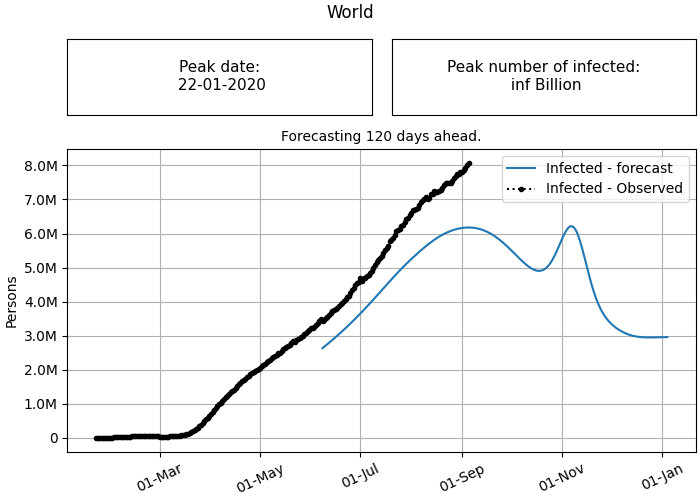 World
Peak date:
22-01-2020
Peak number of infected:
inf Billion
Forecasting 120 days ahead.
8.0M
7.0M
6.0M
5.0M
4.0M
3.0M
2.0M
1.0M
0
Persons
Infected - forecast
Infected - Observed
01-Mar
01-May
01-Jul
01-Sep
01-Nov
01-Jan